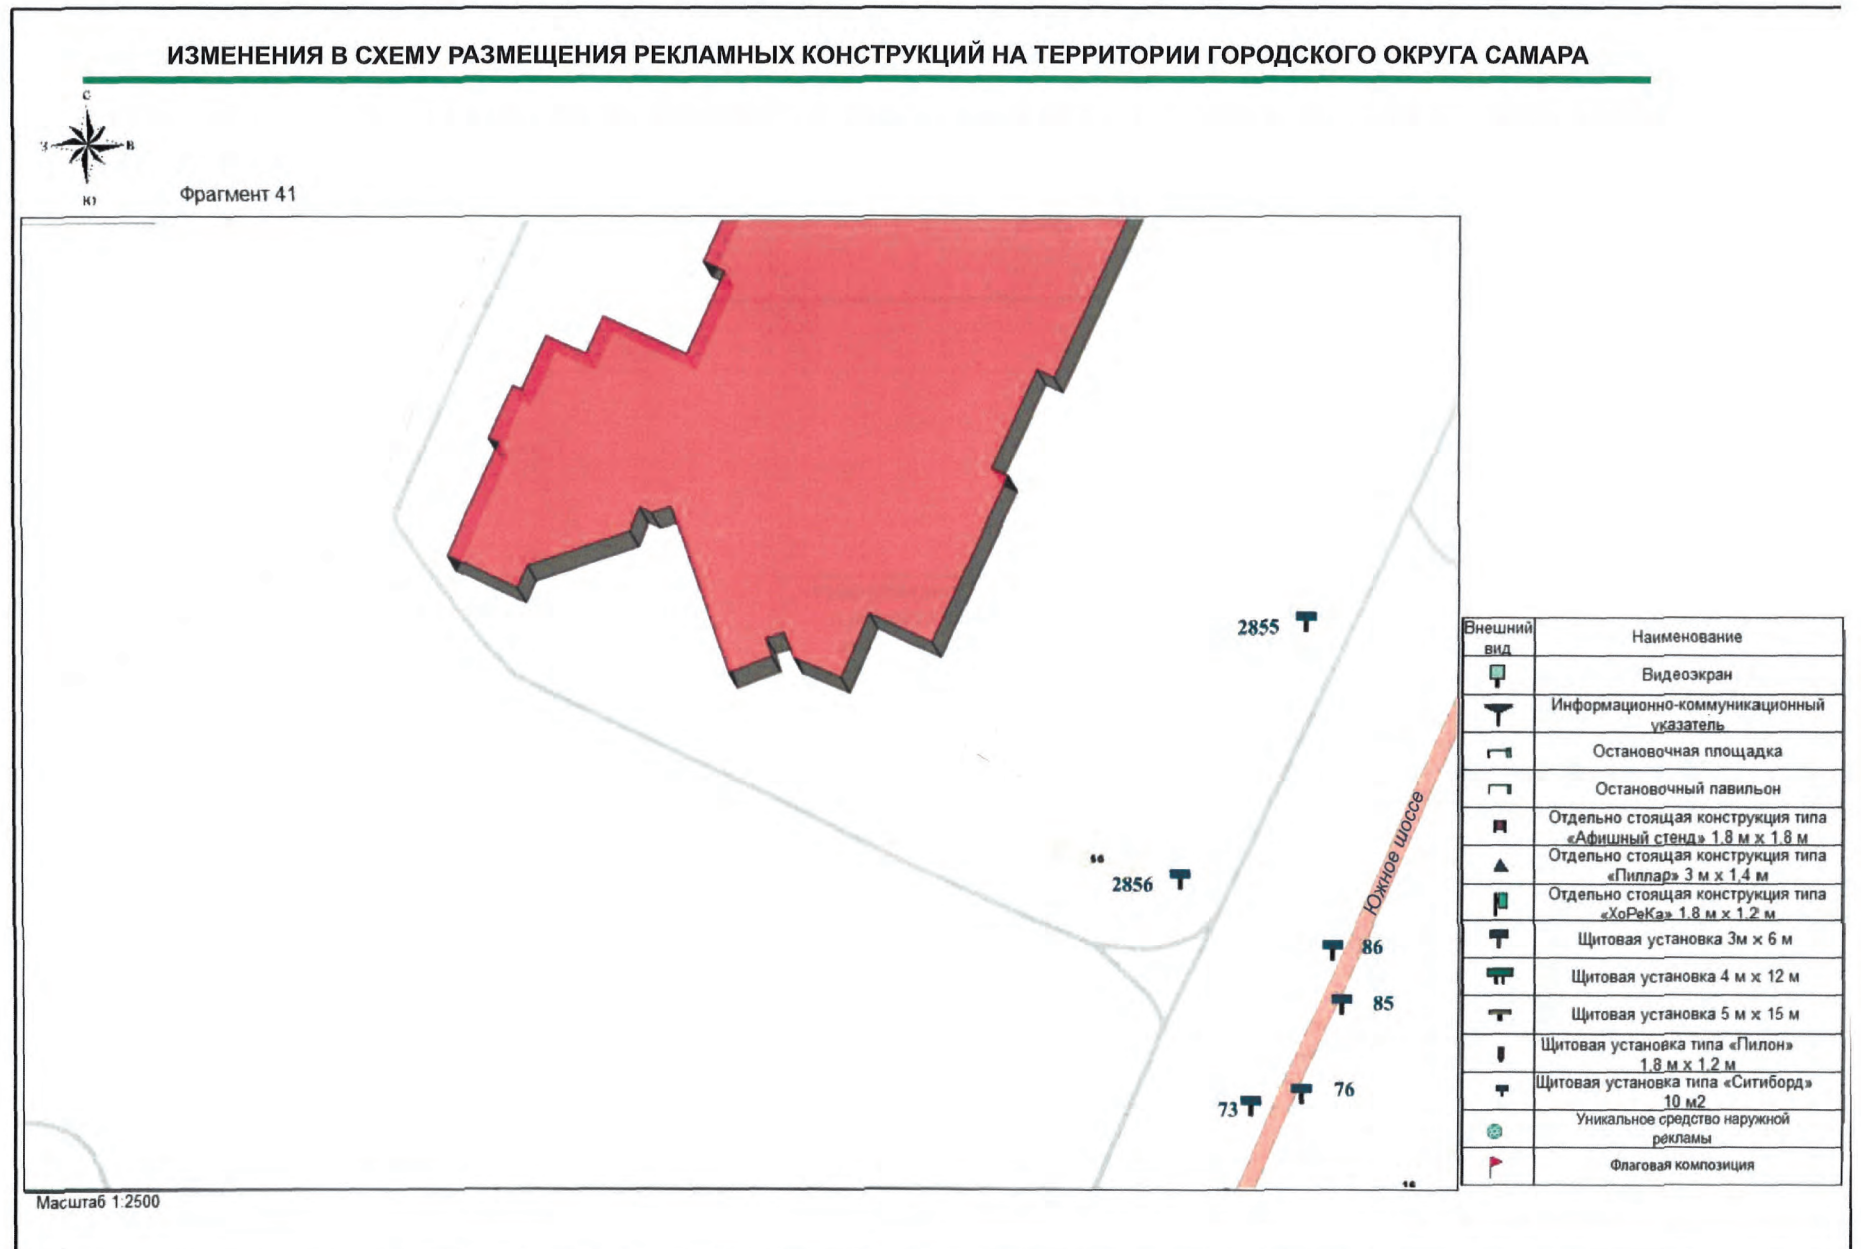 ИЗМЕНЕНИЯ В СХЕМУ РАЗМЕЩЕНИЯ РЕКЛАМНЫХ КОНСТРУКЦИЙ НА ТЕРРИТОРИИ ГОРОДСКОГО ОКРУГА САМАРА
С
З
В
Ю
Фрагмент 41
2855
56
2856
Южное шоссе
86
85
76
73
16
Внешний
вид
Наименование
Видеоэкран
Информационно-коммуникационный
указатель
Остановочная площадка
Остановочный павильон
Отдельно стоящая конструкция типа
«Афишный стенд» 1.8 м х 1.8 м
Отдельно стоящая конструкция типа
«Пиллар» 3 м х 1,4 м
Отдельно стоящая конструкция типа
«ХоРеКа» 1.8 м х 1.2 м
Щитовая установка 3м х 6 м
Щитовая установка 4 м х 12 м
Щитовая установка 5 м х 15 м
Щитовая установка типа «Пилон»
1.8 м х 1.2 м
Щитовая установка типа «Ситиборд»
10 м2
Уникальное средство наружной
рекламы
Флаговая композиция
Масштаб 1:2500